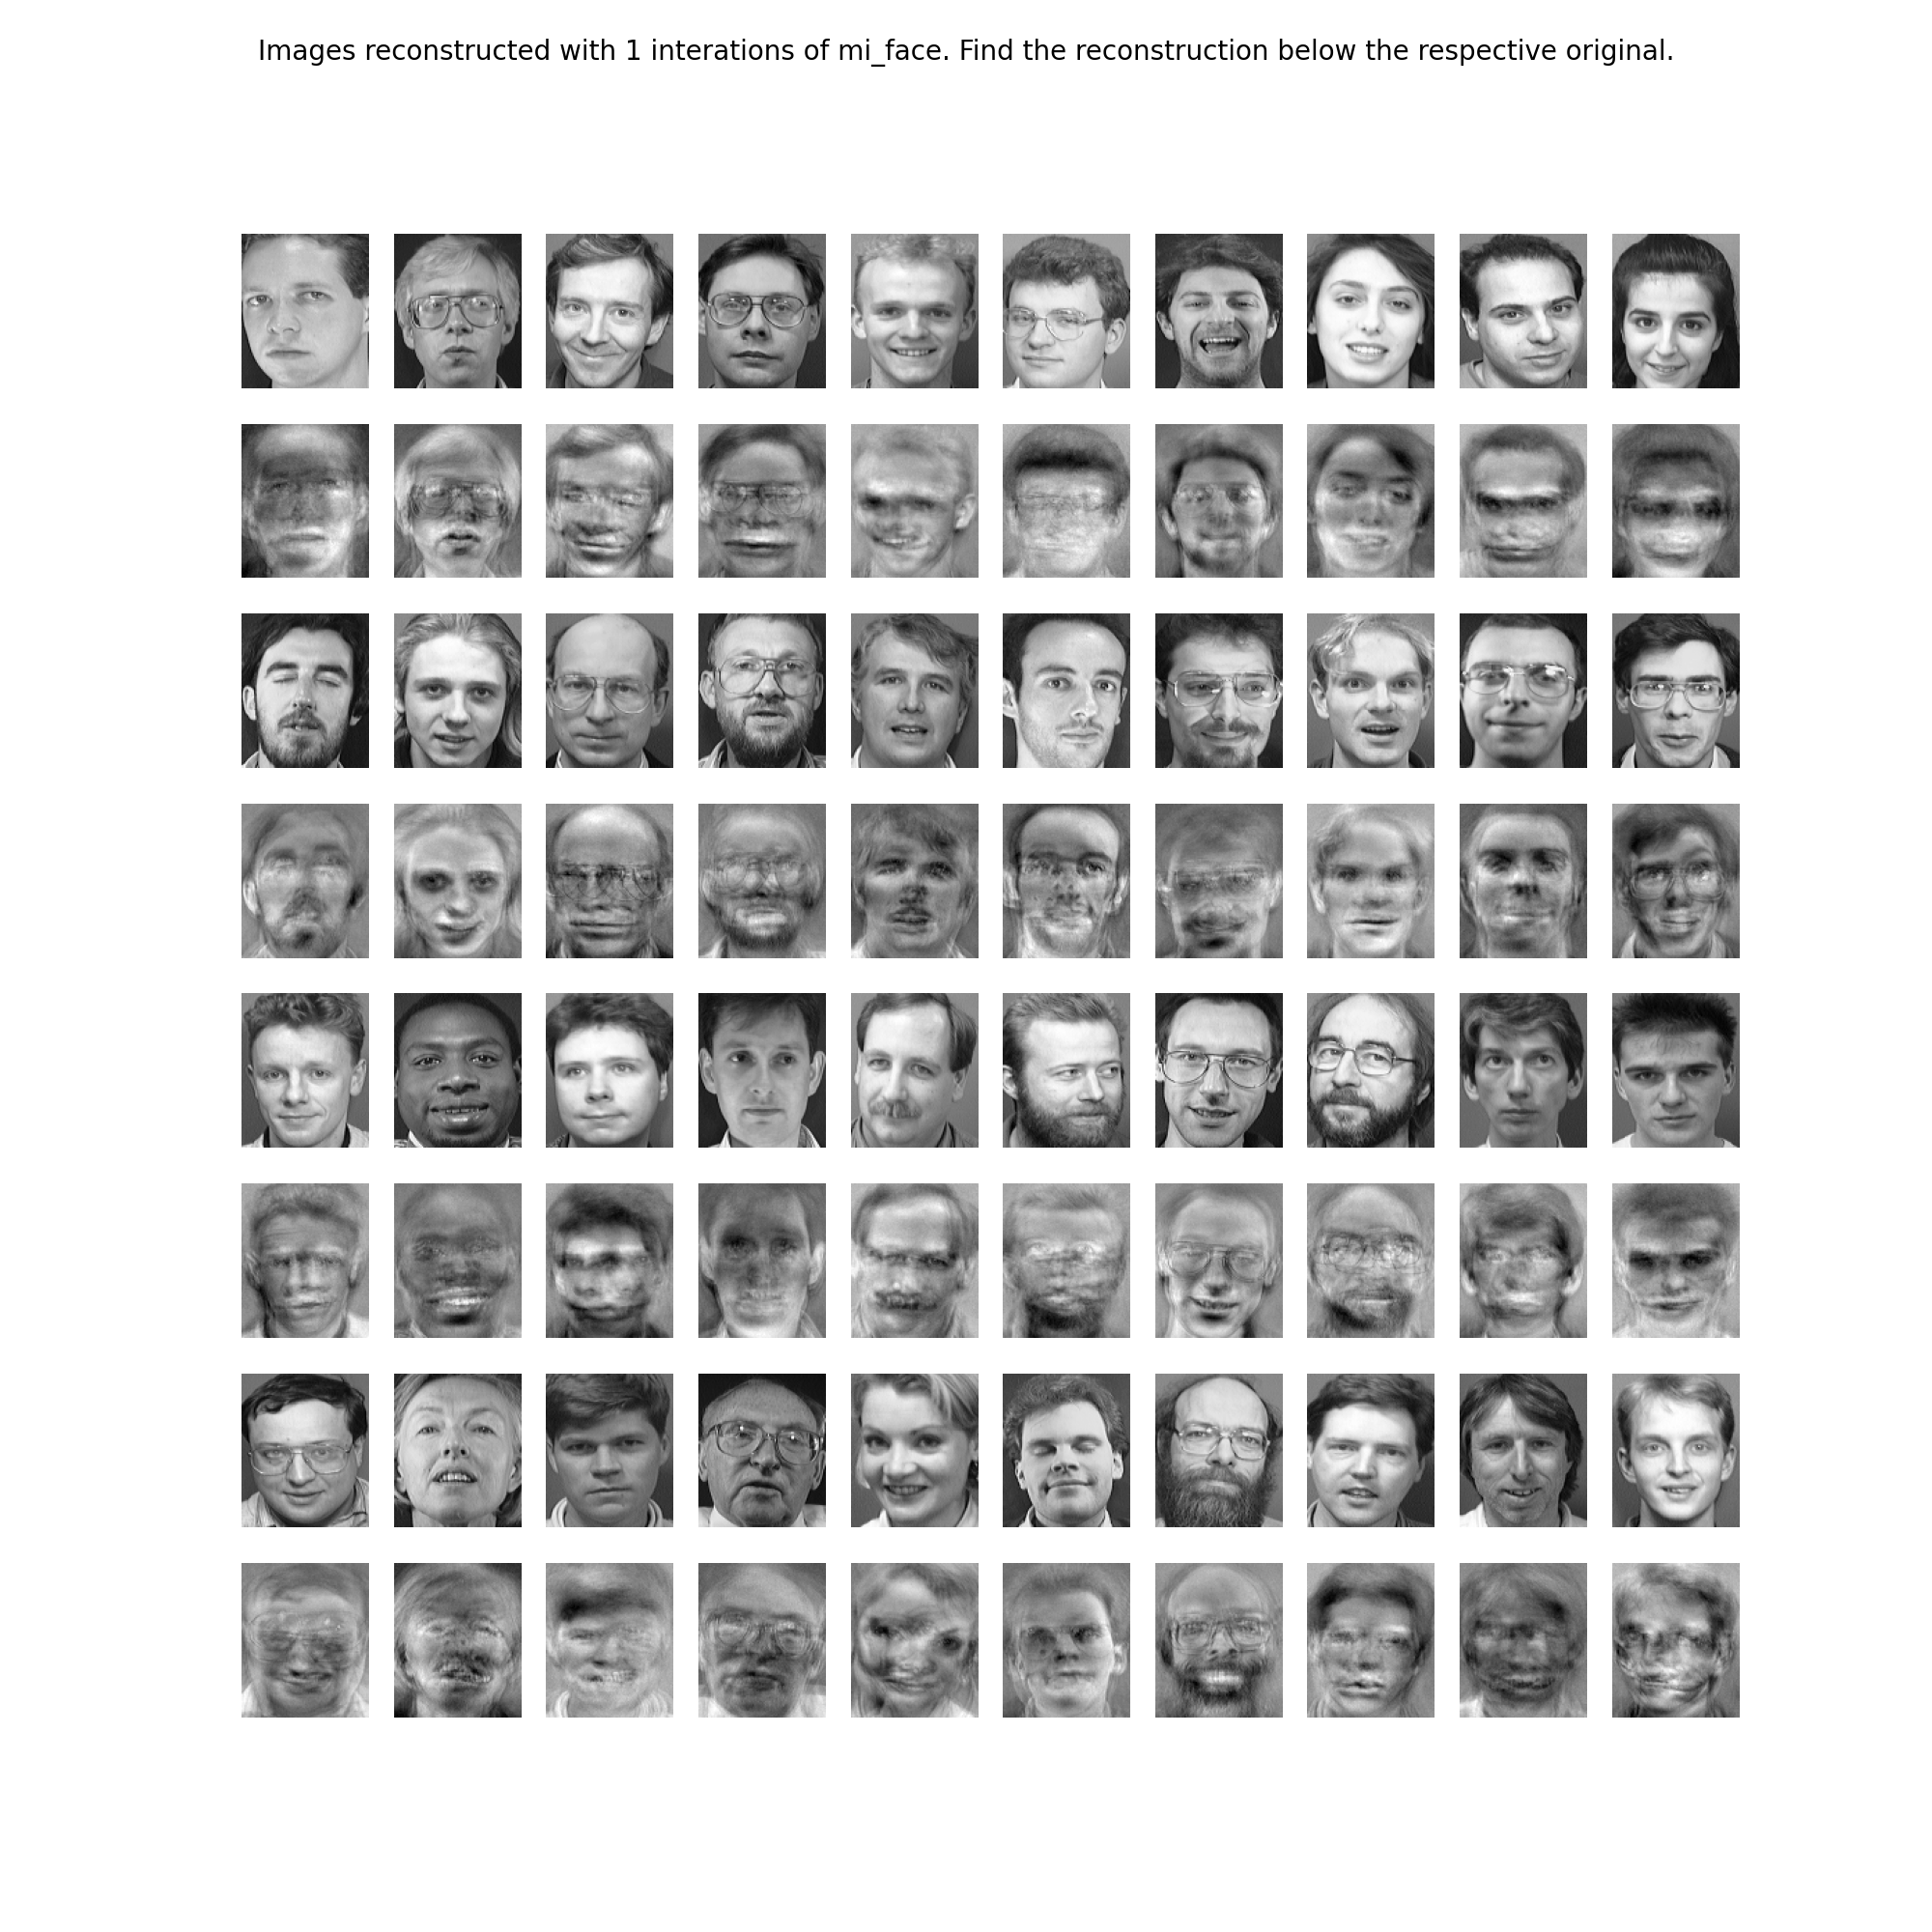 Images reconstructed with 1 interations of mi_face. Find the reconstruction below the respective original.